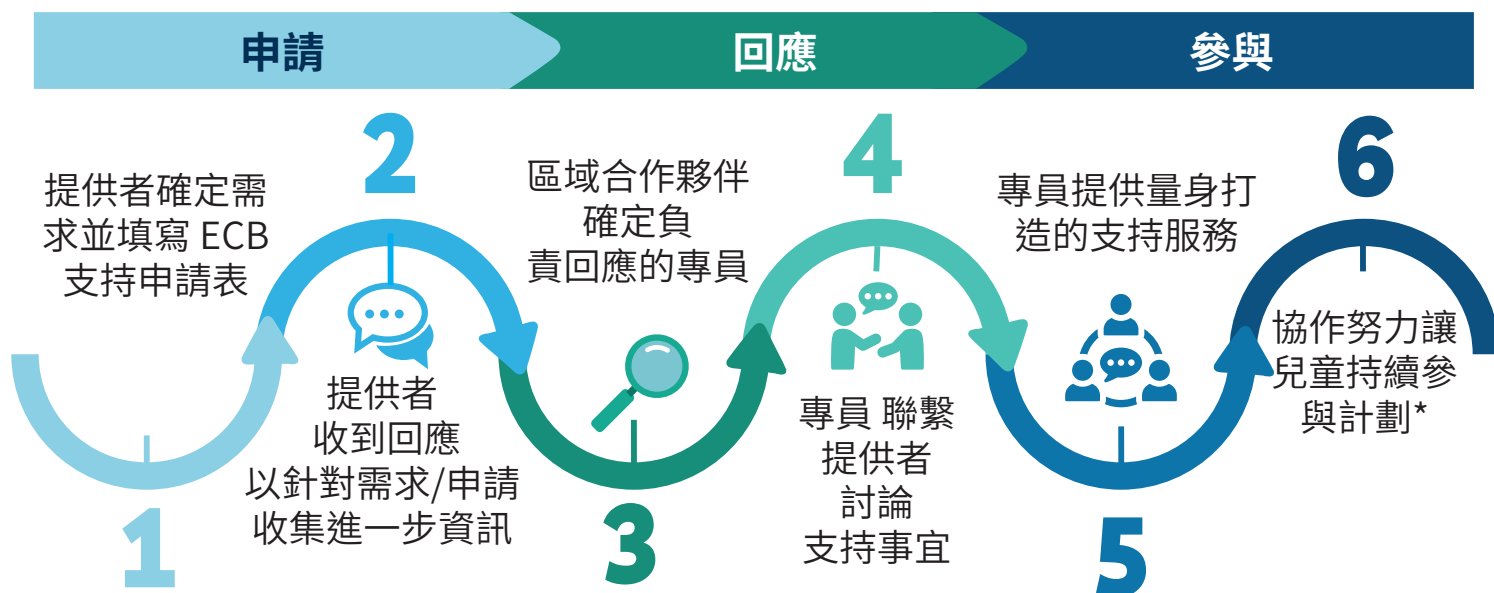 申請
回應
參與
1
提供者確定需
求並填寫 ECB
支持申請表
2
提供者
收到回應
以針對需求/申請
收集進一步資訊
3
區域合作夥伴
確定負
責回應的專員
4
專員 聯繫
提供者
討論
支持事宜
5
專員提供量身打
造的支持服務
6
協作努力讓
兒童持續參
與計劃*